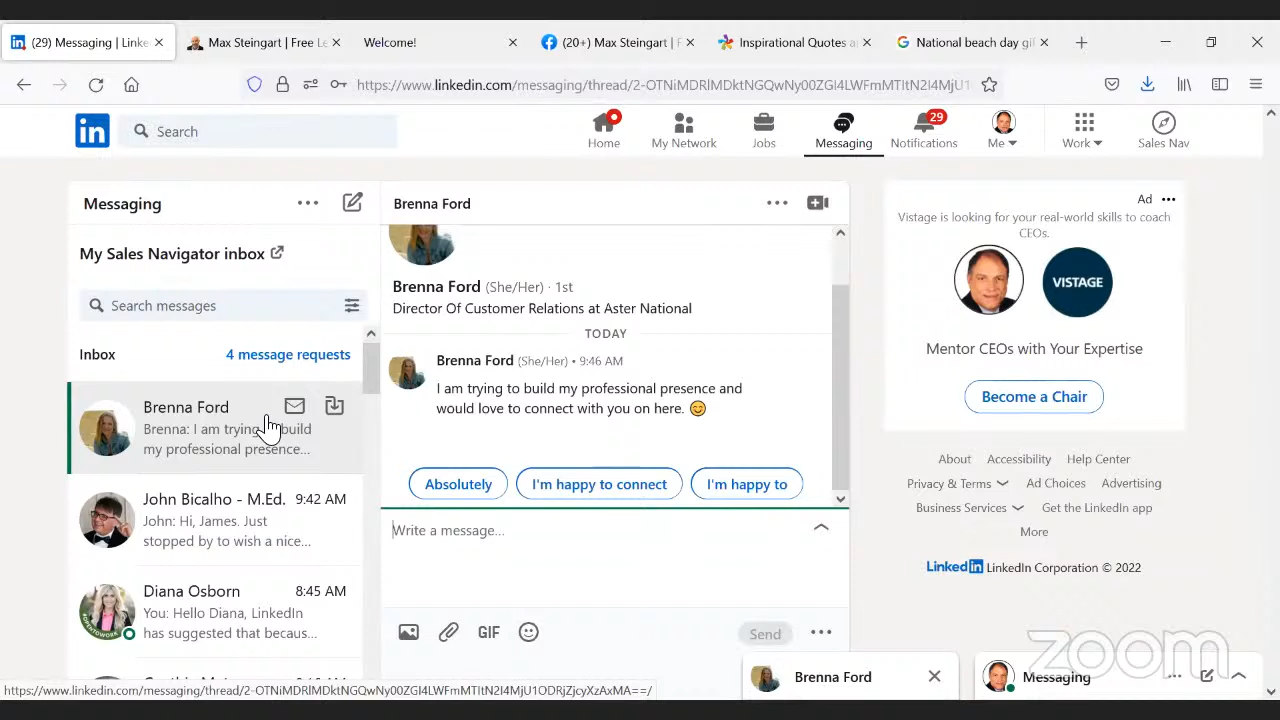 (29) Messaging | Linke
Max Steingart | Free Le
Welcome!
(20+) Max Steingart | F
Inspirational Quotes a
National beach day gif
https://www.linkedin.com/messaging/thread/2-OTNiMDRlMDktNGQwNy00ZGI4LWFmMTItN2I4MjU1
in
Search
Home
My Network
Jobs
Messaging
29
Notifications
Me
Work
Sales Nav
Messaging
My Sales Navigator inbox
Search messages
Inbox
4 message requests
Brenna Ford
Brenna: I am trying build
my professional presence...
John Bicalho - M.Ed. 9:42 AM
John: Hi, James. Just
stopped by to wish a nice...
Diana Osborn 8:45 AM
You: Hello Diana, LinkedIn
has suggested that becaus...
#OPENTOWORK
Brenna Ford
Brenna Ford (She/Her) · 1st
Director Of Customer Relations at Aster National
TODAY
Brenna Ford (She/Her) • 9:46 AM
I am trying to build my professional presence and
would love to connect with you on here. 😊
Absolutely
I'm happy to connect
I'm happy to
Write a message...
GIF
Send
Ad
Vistage is looking for your real-world skills to coach
CEOs.
VISTAGE
Mentor CEOs with Your Expertise
Become a Chair
About Accessibility Help Center
Privacy & Terms Ad Choices Advertising
Business Services Get the LinkedIn app
More
LinkedIn LinkedIn Corporation © 2022
zoom
Brenna Ford
Messaging
https://www.linkedin.com/messaging/thread/2-OTNiMDRlMDktNGQwNy00ZGI4LWFmMTItN2I4MjU1ODRjZjcyXzAxMA==/